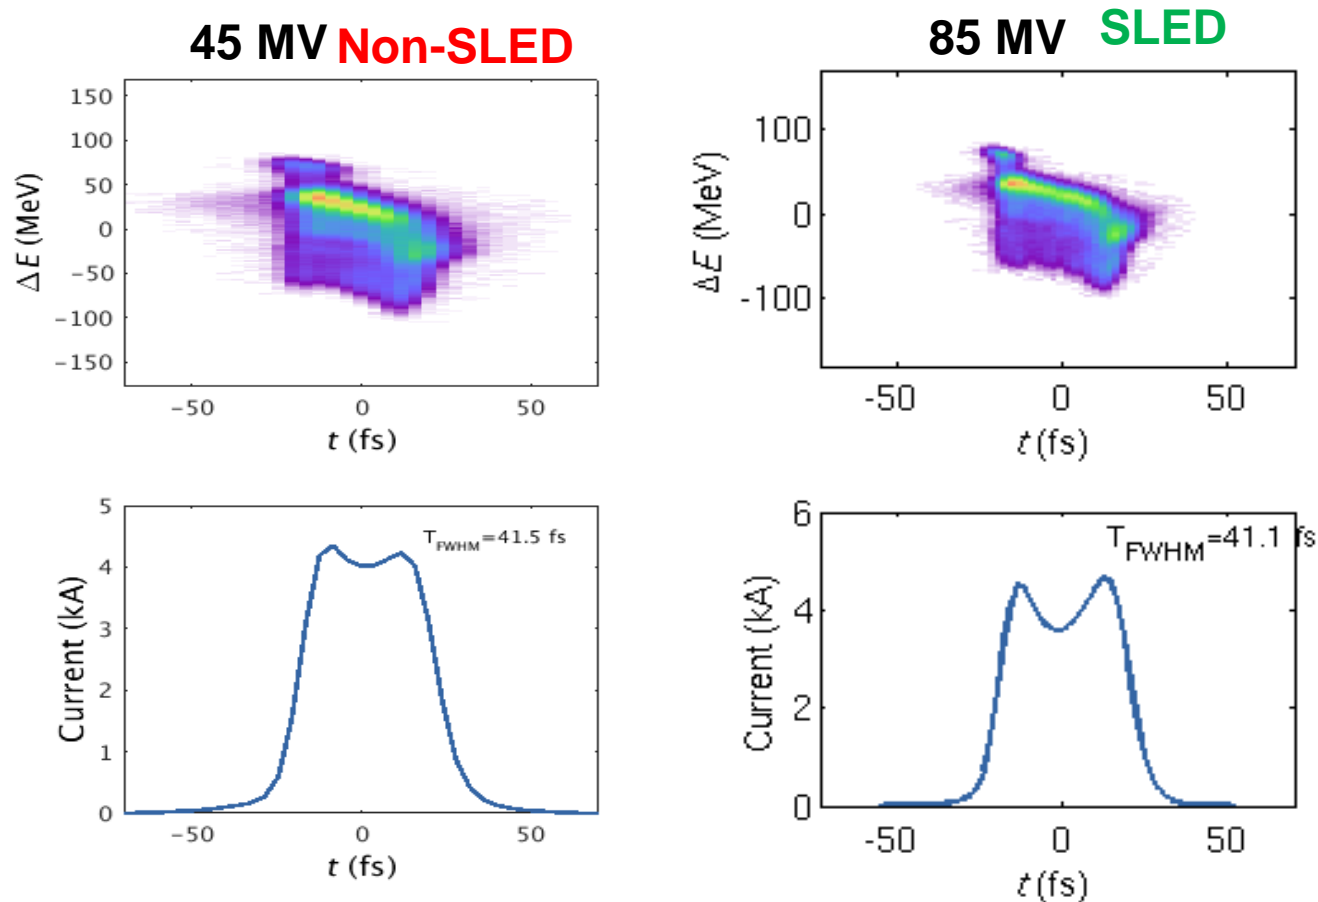 45 MV Non-SLED
85 MV SLED
150
100
50
0
−50
−100
−150
ΔE (MeV)
−50 0 50
t (fs)
100
0
-100
ΔE (MeV)
-50 0 50
t (fs)
5
4
3
2
1
0
Current (kA)
T_FWHM=41.5 fs
−50 0 50
t (fs)
6
4
2
0
Current (kA)
T_FWHM=41.1 fs
-50 0 50
t (fs)